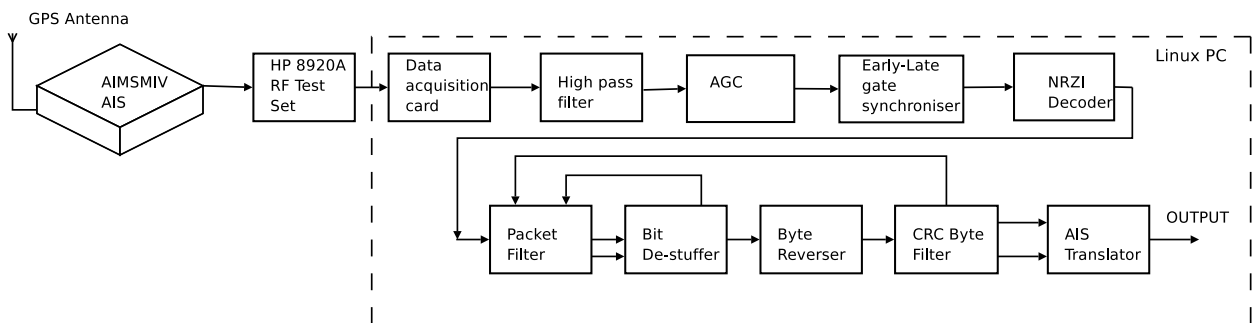 GPS Antenna
AIMSMIV
AIS
HP 8920A
RF Test
Set
Data
acquisition
card
High pass
filter
AGC
Early-Late
gate
synchroniser
NRZI
Decoder
Linux PC
Packet
Filter
Bit
De-stuffer
Byte
Reverser
CRC Byte
Filter
AIS
Translator
OUTPUT